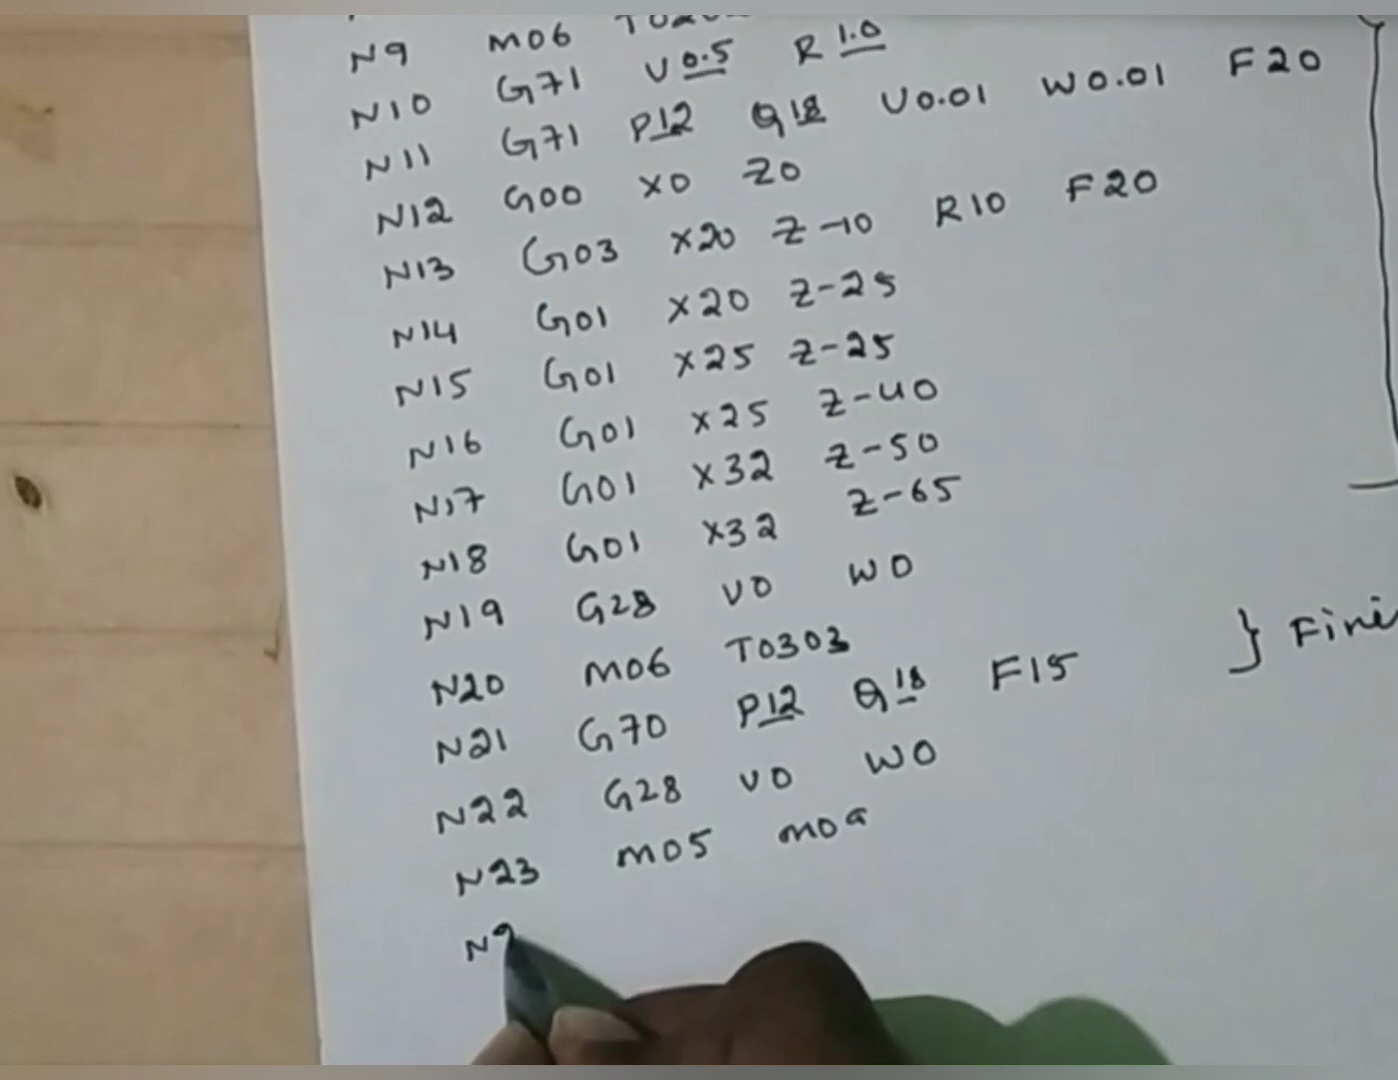 N9 M06
N10 G71 U0.5 R1.0
N11 G71 P12 Q18 U0.01 W0.01 F20
N12 G00 X0 Z0
N13 G03 X20 Z-10 R10 F20
N14 G01 X20 Z-25
N15 G01 X25 Z-25
N16 G01 X25 Z-40
N17 G01 X32 Z-50
N18 G01 X32 Z-65
N19 G28 U0 W0
N20 M06 T0303
N21 G70 P12 Q18 F15 } Fini
N22 G28 U0 W0
N23 M05 M09
N2